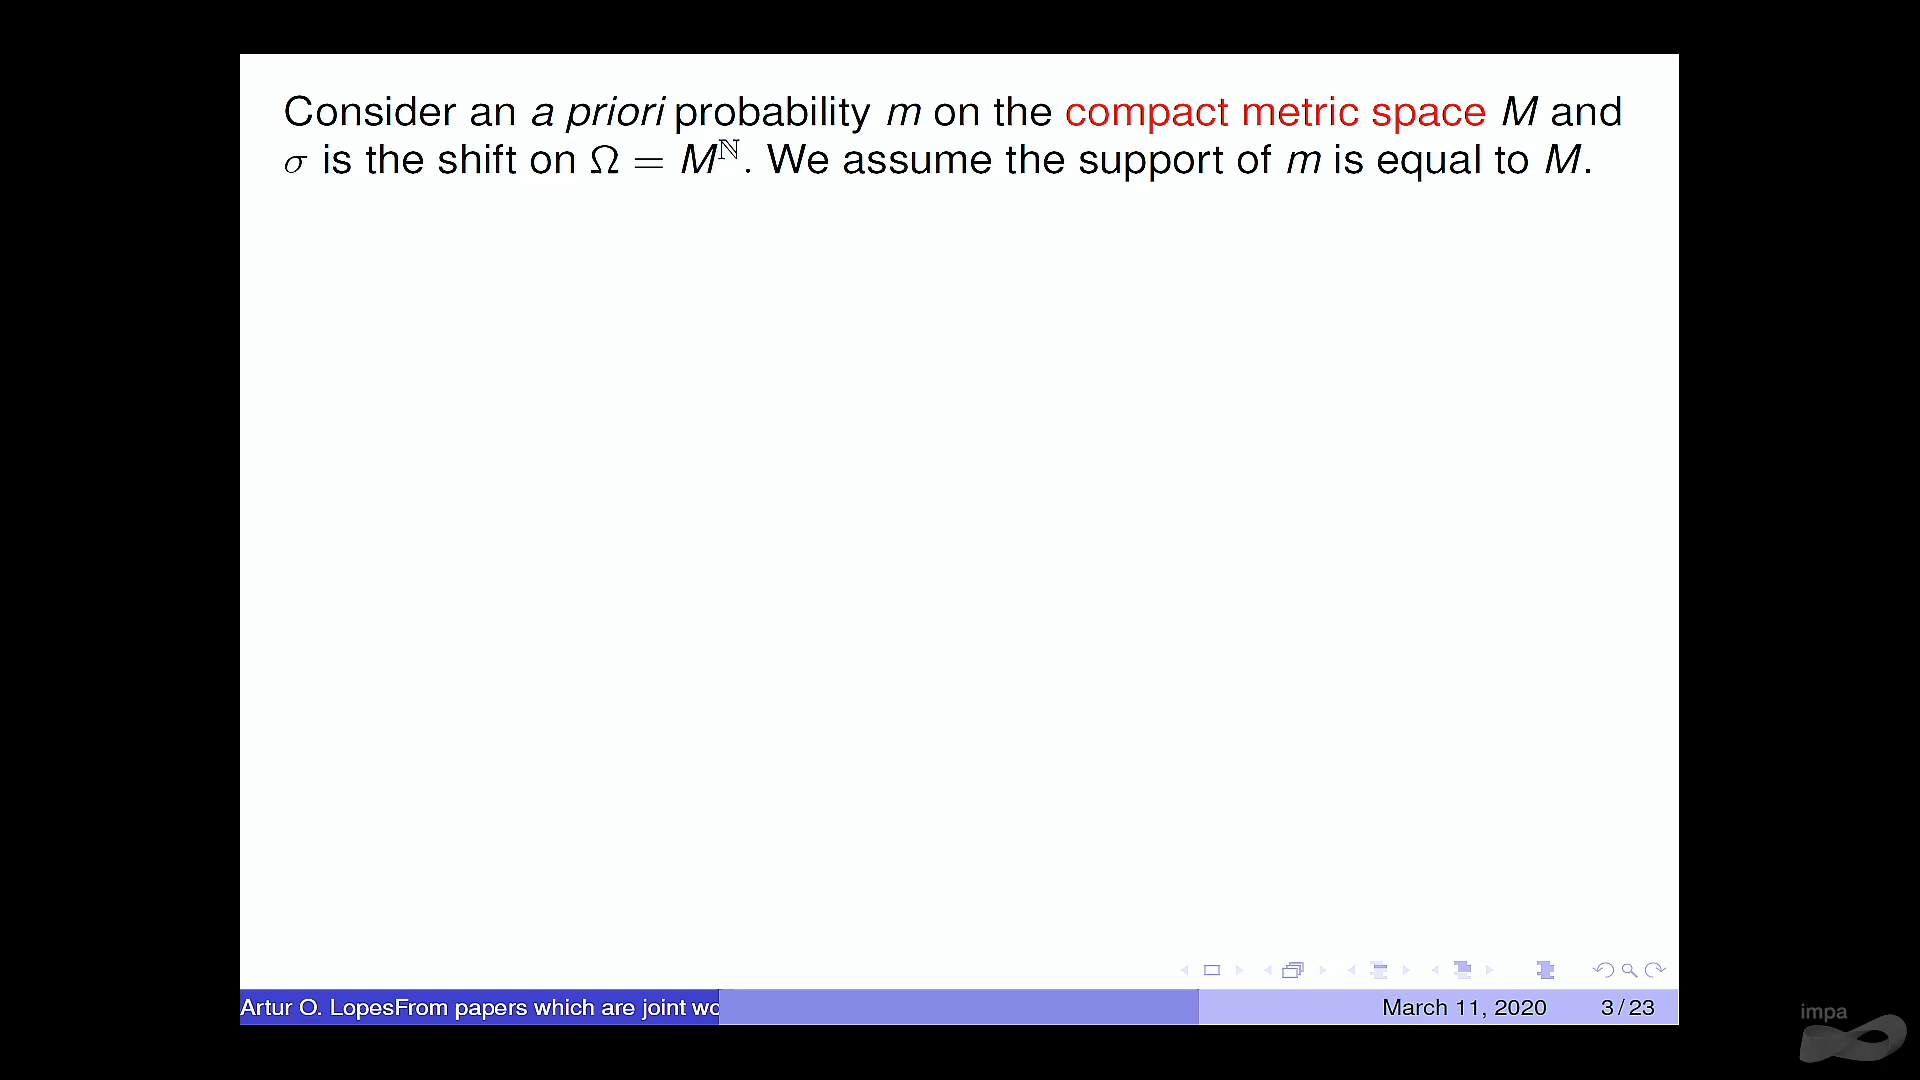 Consider an a priori probability m on the compact metric space M and
σ is the shift on Ω = M^ℕ. We assume the support of m is equal to M.
Artur O. LopesFrom papers which are joint wo
March 11, 2020 3 / 23
impa